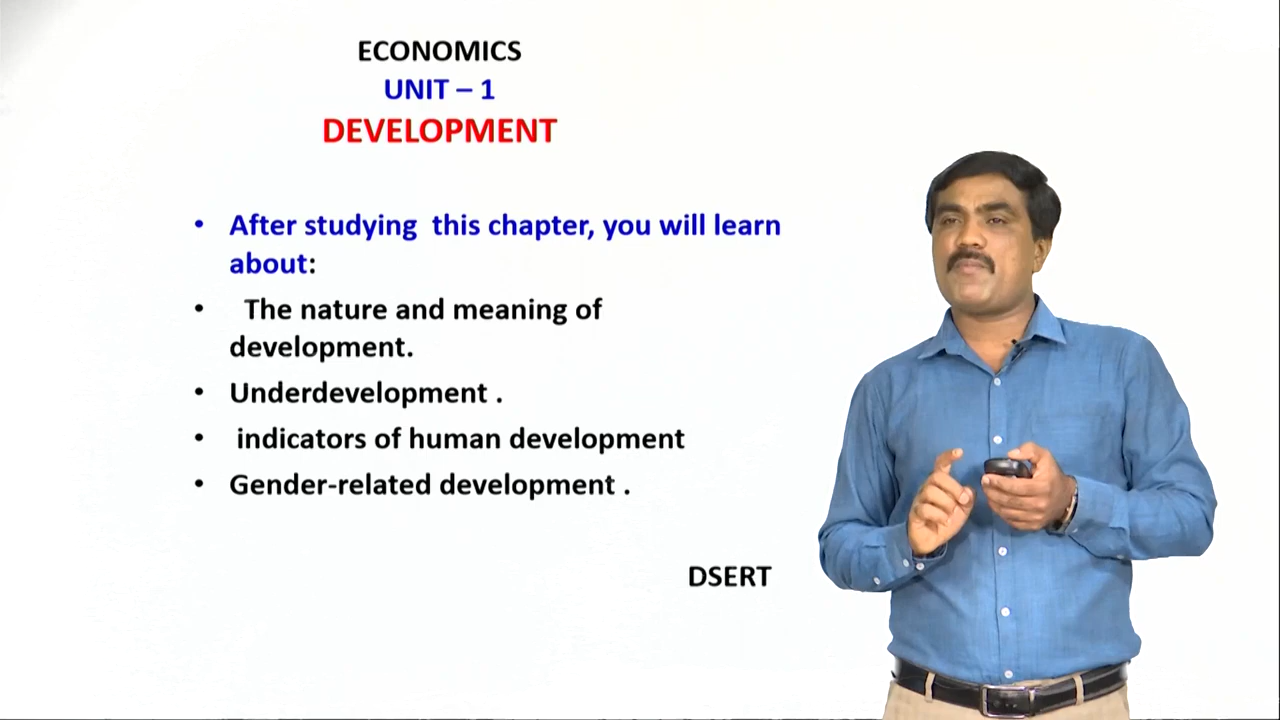 ECONOMICS
UNIT – 1
DEVELOPMENT
• After studying  this chapter, you will learn
about:
•  The nature and meaning of
development.
• Underdevelopment .
• indicators of human development
• Gender-related development .
DSERT